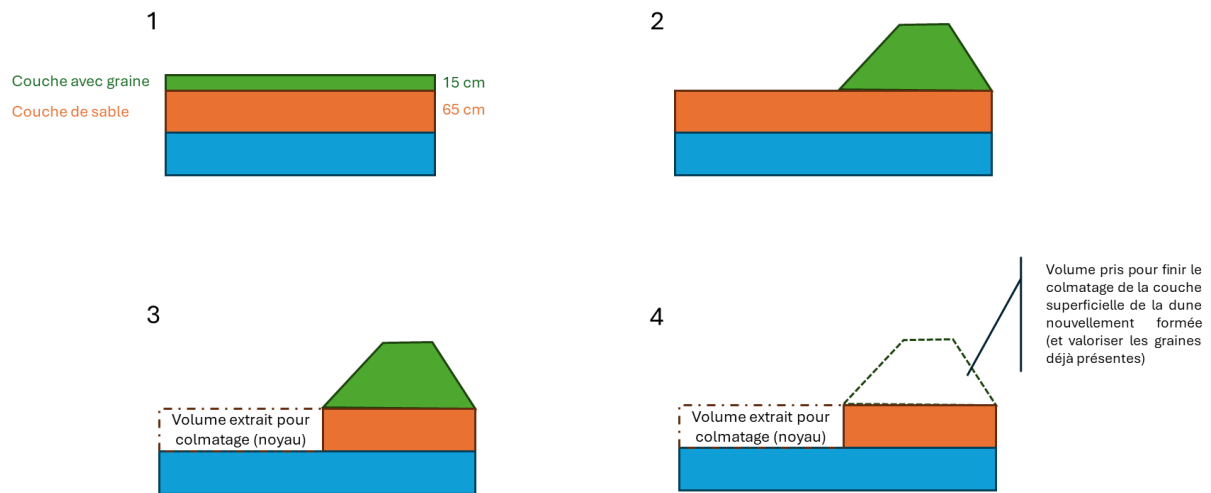 1
Couche avec graine
15 cm
Couche de sable
65 cm
2
3
Volume extrait pour
colmatage (noyau)
4
Volume extrait pour
colmatage (noyau)
Volume pris pour finir le
colmatage de la couche
superficielle de la dune
nouvellement formée
(et valoriser les graines
déjà présentes)